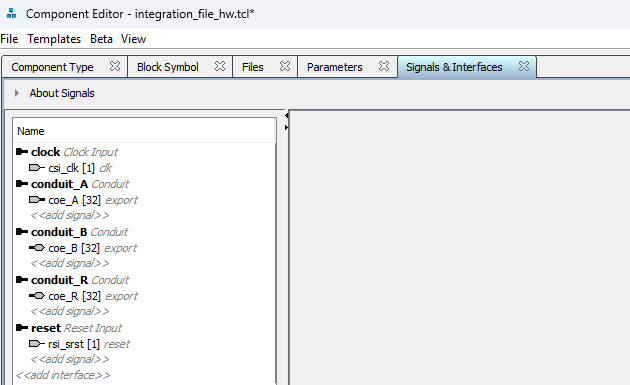 Component Editor - integration_file_hw.tcl*
File Templates Beta View
Component Type Block Symbol Files Parameters Signals & Interfaces
About Signals
Name
clock Clock Input
csi_clk [1] clk
conduit_A Conduit
coe_A [32] export
<<add signal>>
conduit_B Conduit
coe_B [32] export
<<add signal>>
conduit_R Conduit
coe_R [32] export
<<add signal>>
reset Reset Input
rsi_srst [1] reset
<<add signal>>
<<add interface>>